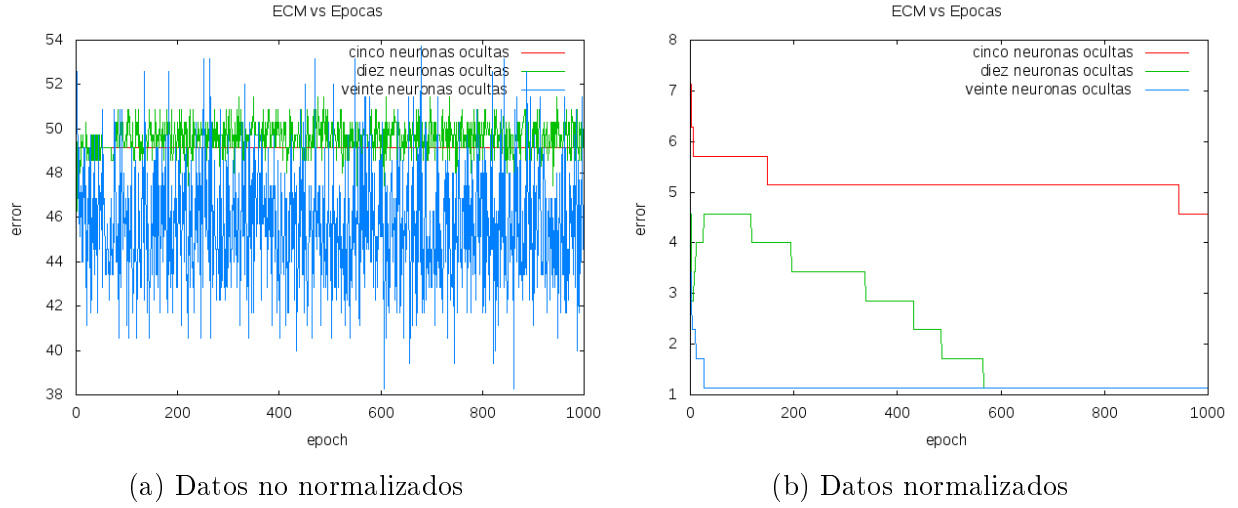 ECM vs Epocas
cinco neuronas ocultas
diez neuronas ocultas
veinte neuronas ocultas
error
54
52
50
48
46
44
42
40
38
0 200 400 600 800 1000
epoch
(a) Datos no normalizados
ECM vs Epocas
cinco neuronas ocultas
diez neuronas ocultas
veinte neuronas ocultas
error
8
7
6
5
4
3
2
1
0 200 400 600 800 1000
epoch
(b) Datos normalizados